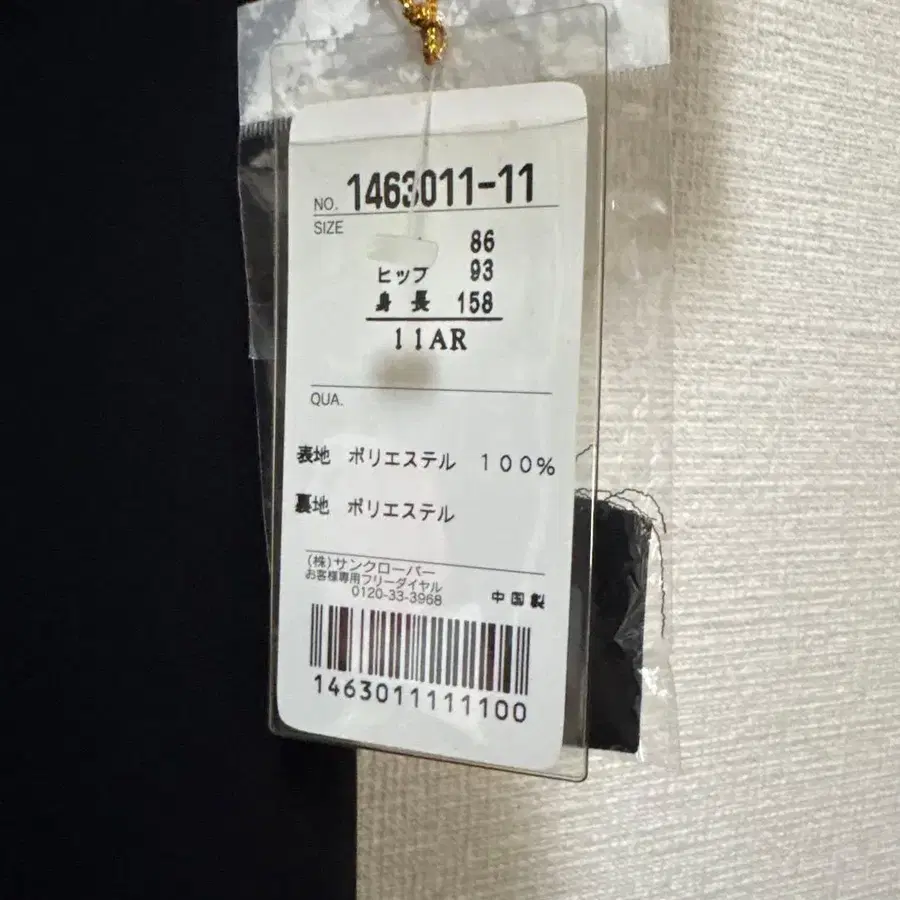 NO. 1463011-11
SIZE
86
ヒップ 93
身長 158
11AR
QUA.
表地 ポリエステル 100%
裏地 ポリエステル
(株)サンクローバー
お客様専用フリーダイヤル
0120-33-3968
中国製
1463011111100